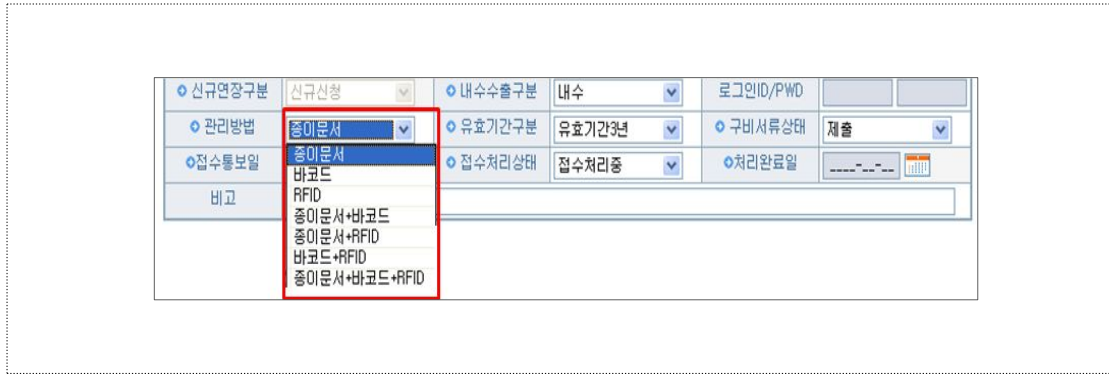 신규연장구분 신규신청 내수수출구분 내수 로그인ID/PWD
관리방법 종이문서 유효기간구분 유효기간3년 구비서류상태 제출
접수통보일 종이문서 접수처리상태 접수처리중 처리완료일 ____-__-__
바코드
비고 RFID
종이문서+바코드
종이문서+RFID
바코드+RFID
종이문서+바코드+RFID